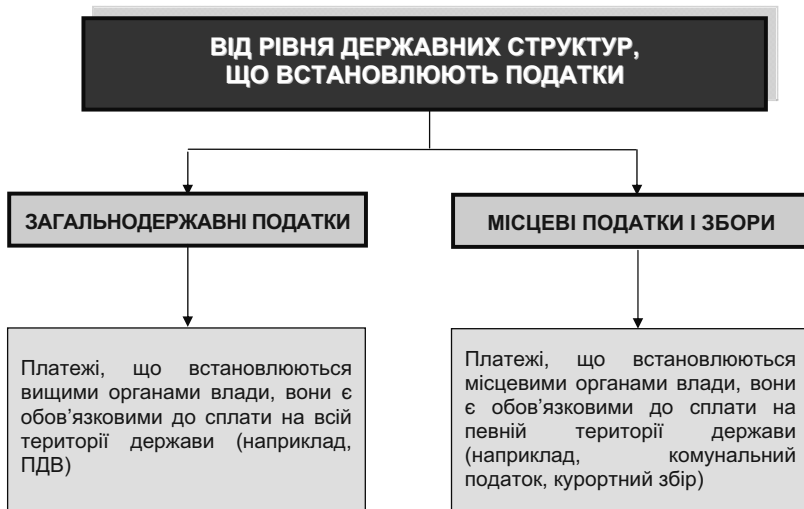 ВІД РІВНЯ ДЕРЖАВНИХ СТРУКТУР,
ЩО ВСТАНОВЛЮЮТЬ ПОДАТКИ
ЗАГАЛЬНОДЕРЖАВНІ ПОДАТКИ
МІСЦЕВІ ПОДАТКИ І ЗБОРИ
Платежі, що встановлюються
вищими органами влади, вони є
обов’язковими до сплати на всій
території держави (наприклад,
ПДВ)
Платежі, що встановлюються
місцевими органами влади, вони
є обов’язковими до сплати на
певній території держави
(наприклад, комунальний
податок, курортний збір)